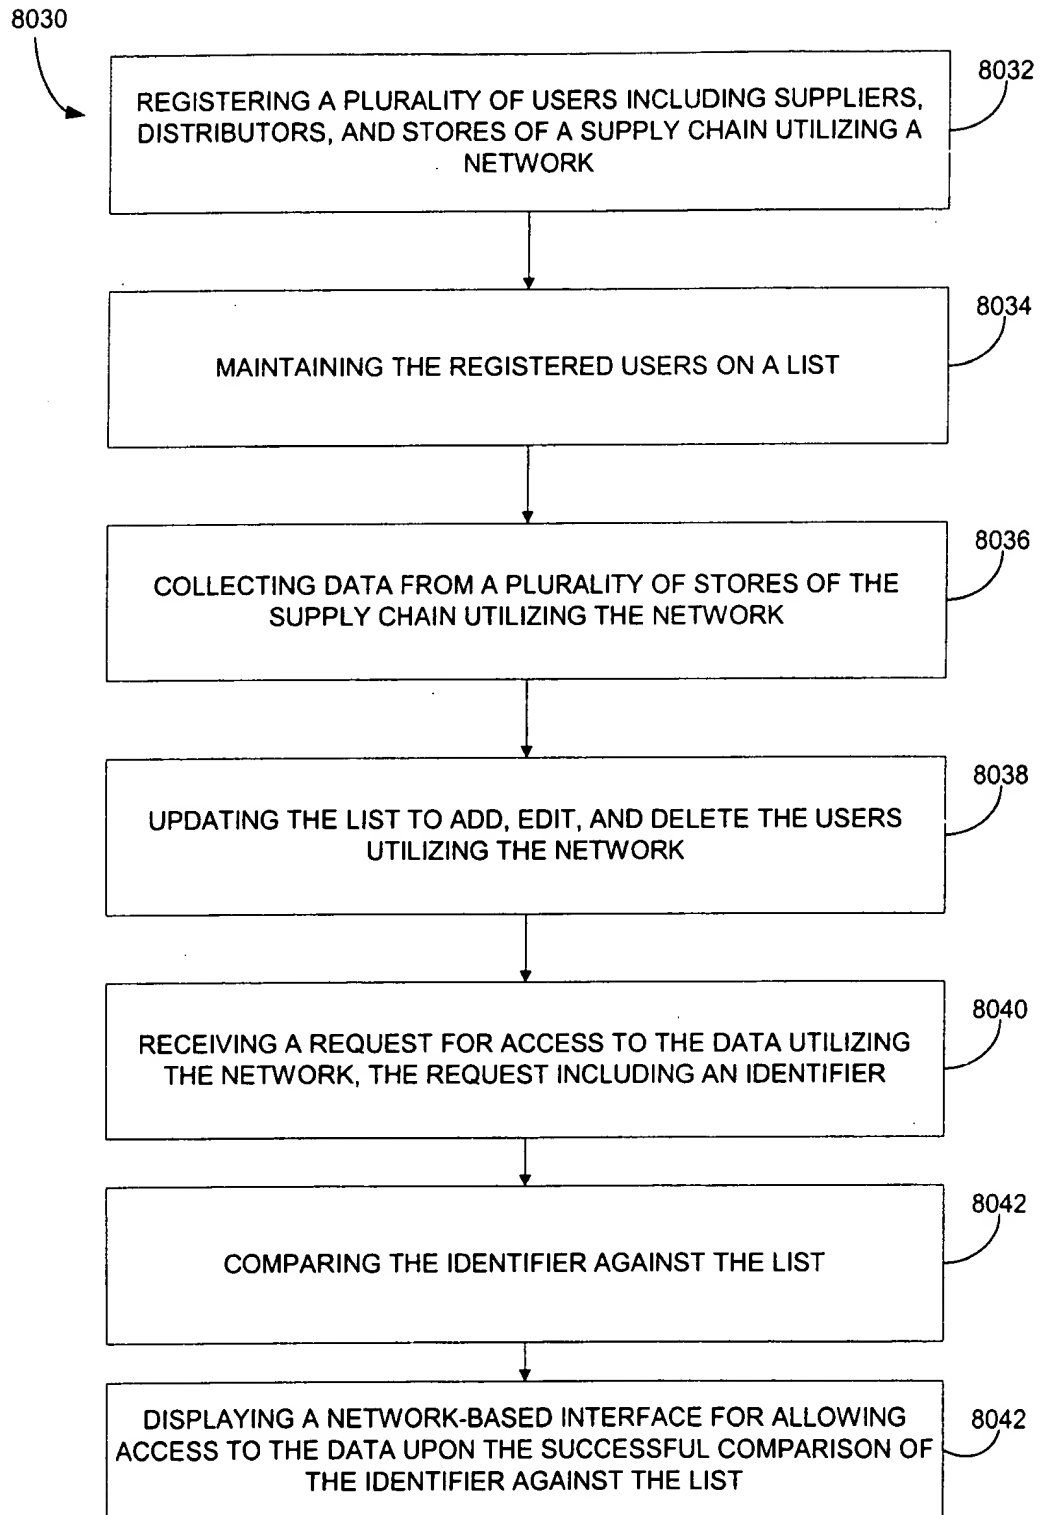 8030
8032
REGISTERING A PLURALITY OF USERS INCLUDING SUPPLIERS,
DISTRIBUTORS, AND STORES OF A SUPPLY CHAIN UTILIZING A
NETWORK
8034
MAINTAINING THE REGISTERED USERS ON A LIST
8036
COLLECTING DATA FROM A PLURALITY OF STORES OF THE
SUPPLY CHAIN UTILIZING THE NETWORK
8038
UPDATING THE LIST TO ADD, EDIT, AND DELETE THE USERS
UTILIZING THE NETWORK
8040
RECEIVING A REQUEST FOR ACCESS TO THE DATA UTILIZING
THE NETWORK, THE REQUEST INCLUDING AN IDENTIFIER
8042
COMPARING THE IDENTIFIER AGAINST THE LIST
8042
DISPLAYING A NETWORK-BASED INTERFACE FOR ALLOWING
ACCESS TO THE DATA UPON THE SUCCESSFUL COMPARISON OF
THE IDENTIFIER AGAINST THE LIST